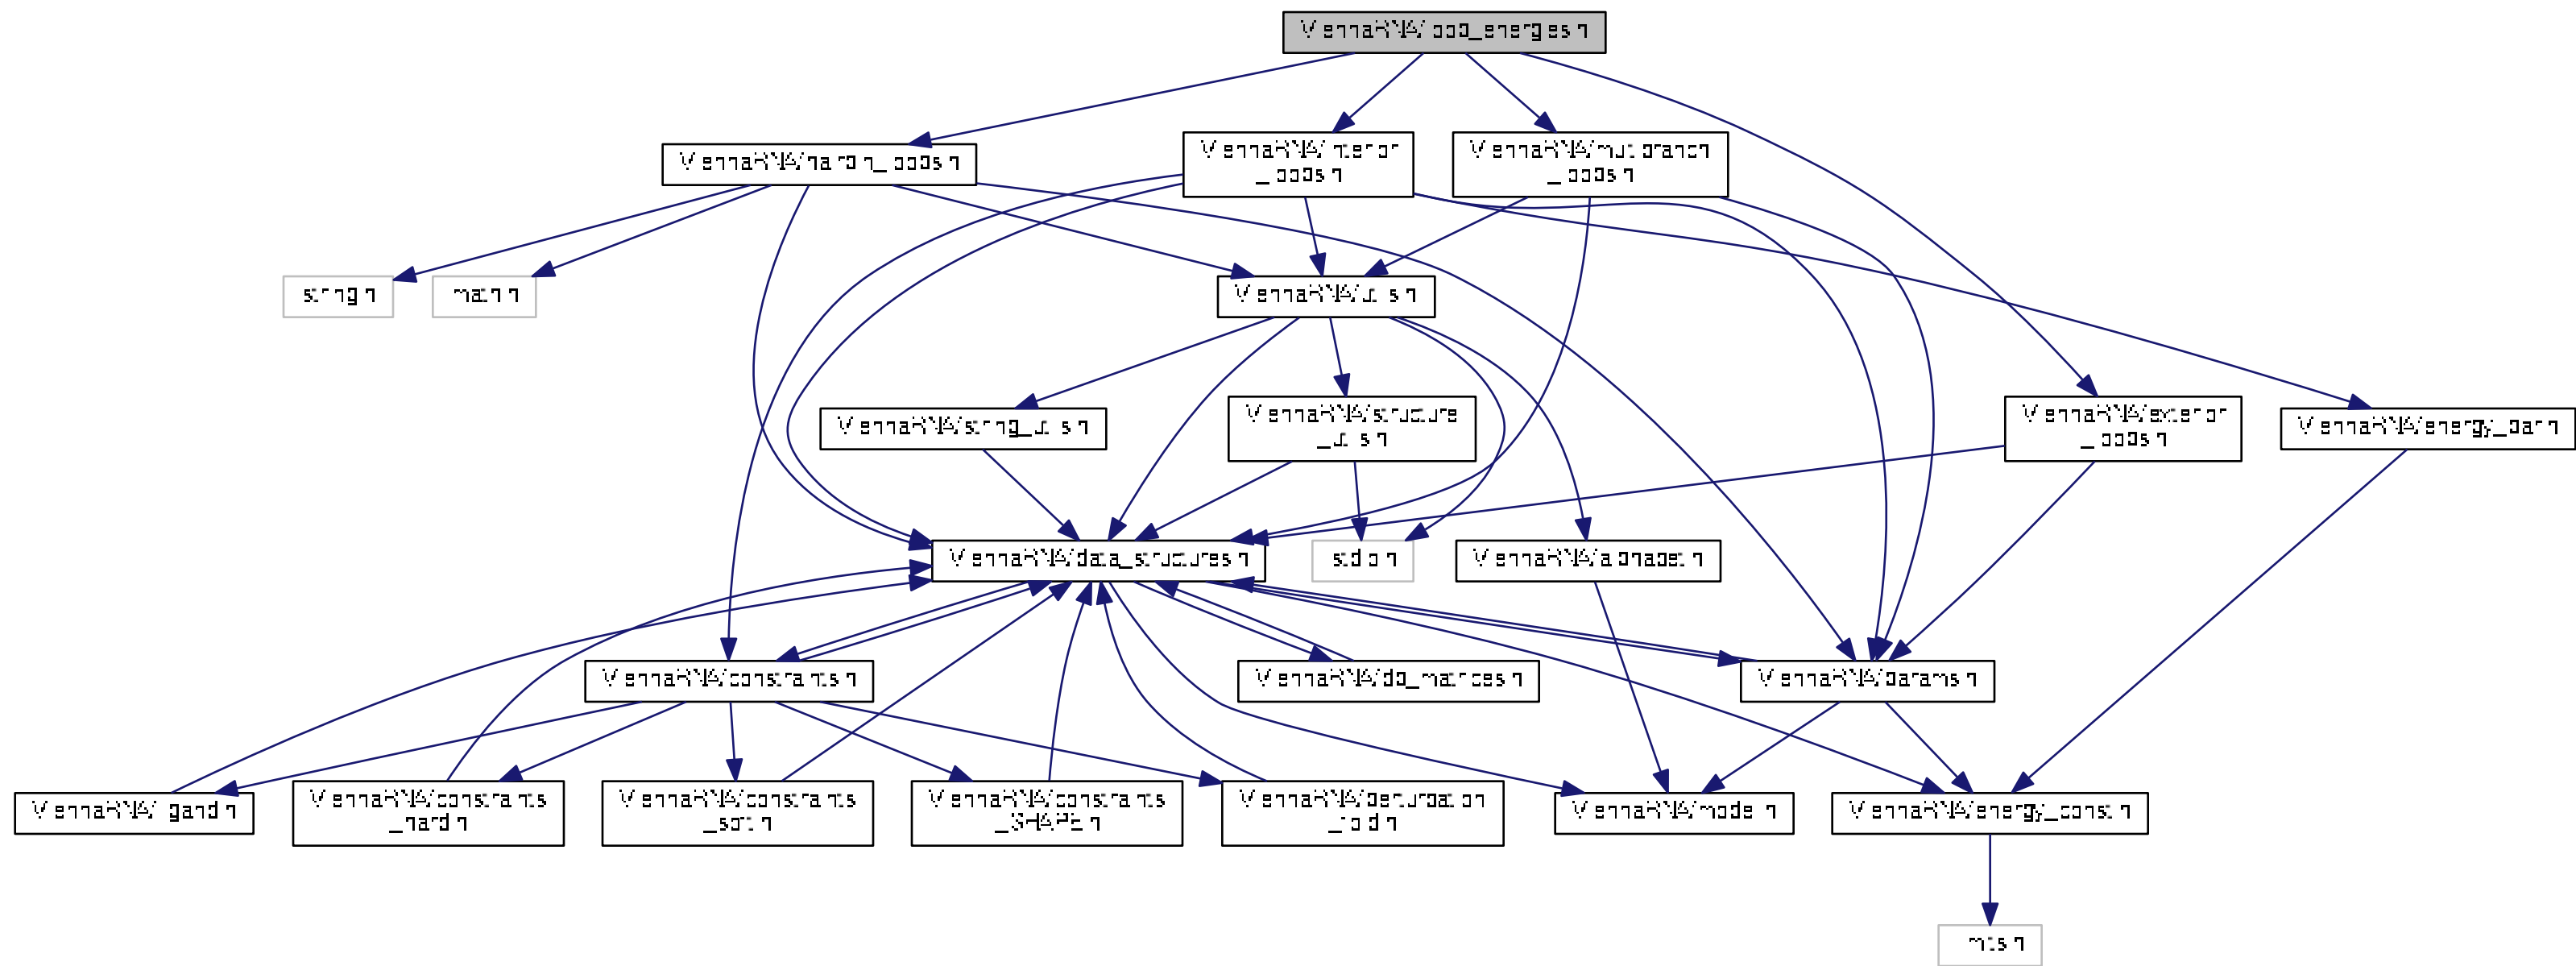 ViennaRNA/loop_energies.h
ViennaRNA/hairpin_loops.h
ViennaRNA/interior
_loops.h
ViennaRNA/multibranch
_loops.h
string.h
math.h
ViennaRNA/utils.h
ViennaRNA/string_utils.h
ViennaRNA/structure
_utils.h
ViennaRNA/exterior
_loops.h
ViennaRNA/energy_par.h
ViennaRNA/data_structures.h
stdio.h
ViennaRNA/alphabet.h
ViennaRNA/constraints.h
ViennaRNA/dp_matrices.h
ViennaRNA/params.h
ViennaRNA/ligand.h
ViennaRNA/constraints
_hard.h
ViennaRNA/constraints
_soft.h
ViennaRNA/constraints
_SHAPE.h
ViennaRNA/perturbation
_fold.h
ViennaRNA/model.h
ViennaRNA/energy_const.h
limits.h